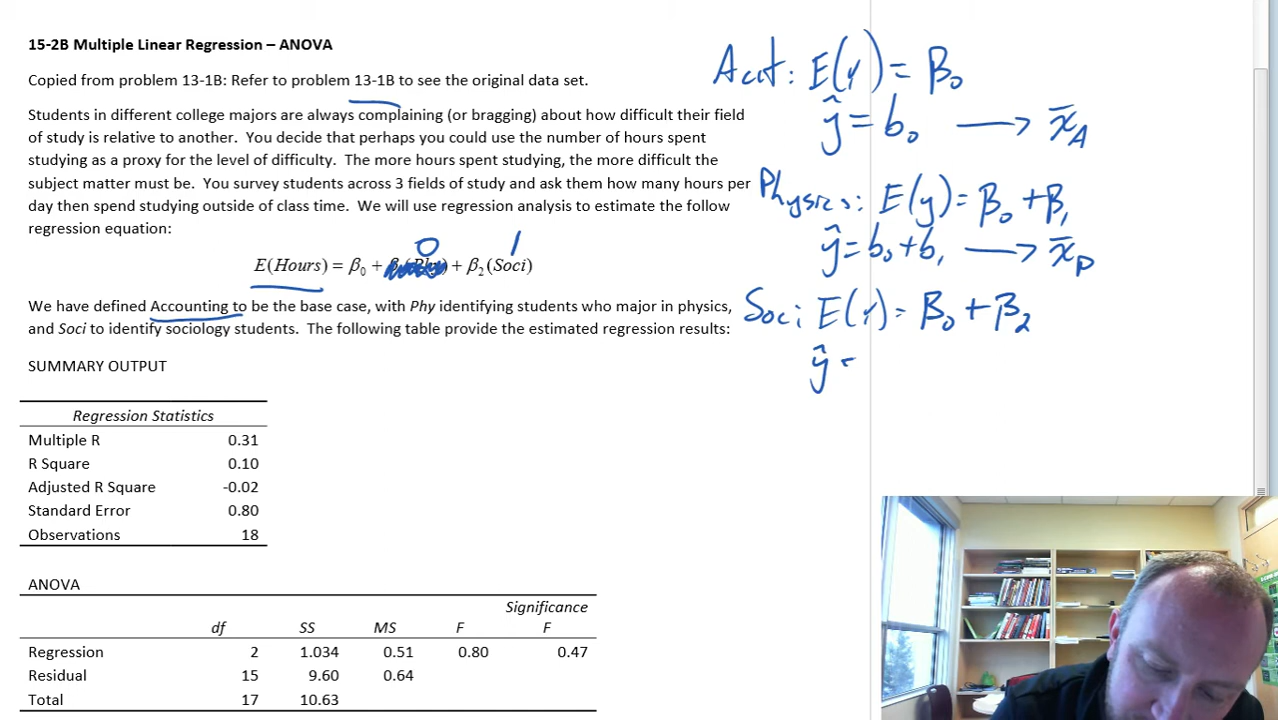 15-2B Multiple Linear Regression – ANOVA
Copied from problem 13-1B: Refer to problem 13-1B to see the original data set.
Students in different college majors are always complaining (or bragging) about how difficult their field
of study is relative to another. You decide that perhaps you could use the number of hours spent
studying as a proxy for the level of difficulty. The more hours spent studying, the more difficult the
subject matter must be. You survey students across 3 fields of study and ask them how many hours per
day then spend studying outside of class time. We will use regression analysis to estimate the follow
regression equation:
0 1
E(Hours) = β₀ + β₁(Phy) + β₂(Soci)
We have defined Accounting to be the base case, with Phy identifying students who major in physics,
and Soci to identify sociology students. The following table provide the estimated regression results:
SUMMARY OUTPUT
Regression Statistics
Multiple R 0.31
R Square 0.10
Adjusted R Square -0.02
Standard Error 0.80
Observations 18
ANOVA
df SS MS F Significance F
Regression 2 1.034 0.51 0.80 0.47
Residual 15 9.60 0.64
Total 17 10.63
Acct: E(y) = β₀
ŷ = b₀ → x̄_A
Physics: E(y) = β₀ + β₁
ŷ = b₀ + b₁ → x̄_P
Soci: E(y) = β₀ + β₂
ŷ =